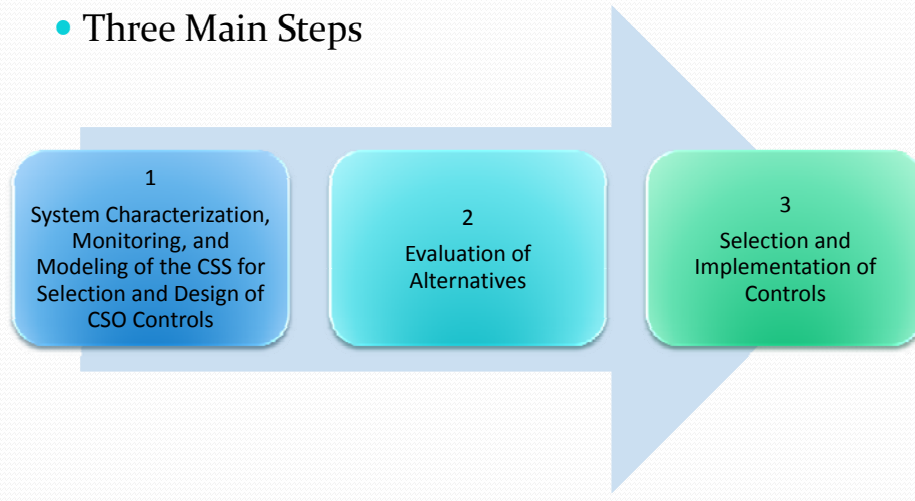 • Three Main Steps
1
System Characterization,
Monitoring, and
Modeling of the CSS for
Selection and Design of
CSO Controls
2
Evaluation of
Alternatives
3
Selection and
Implementation of
Controls